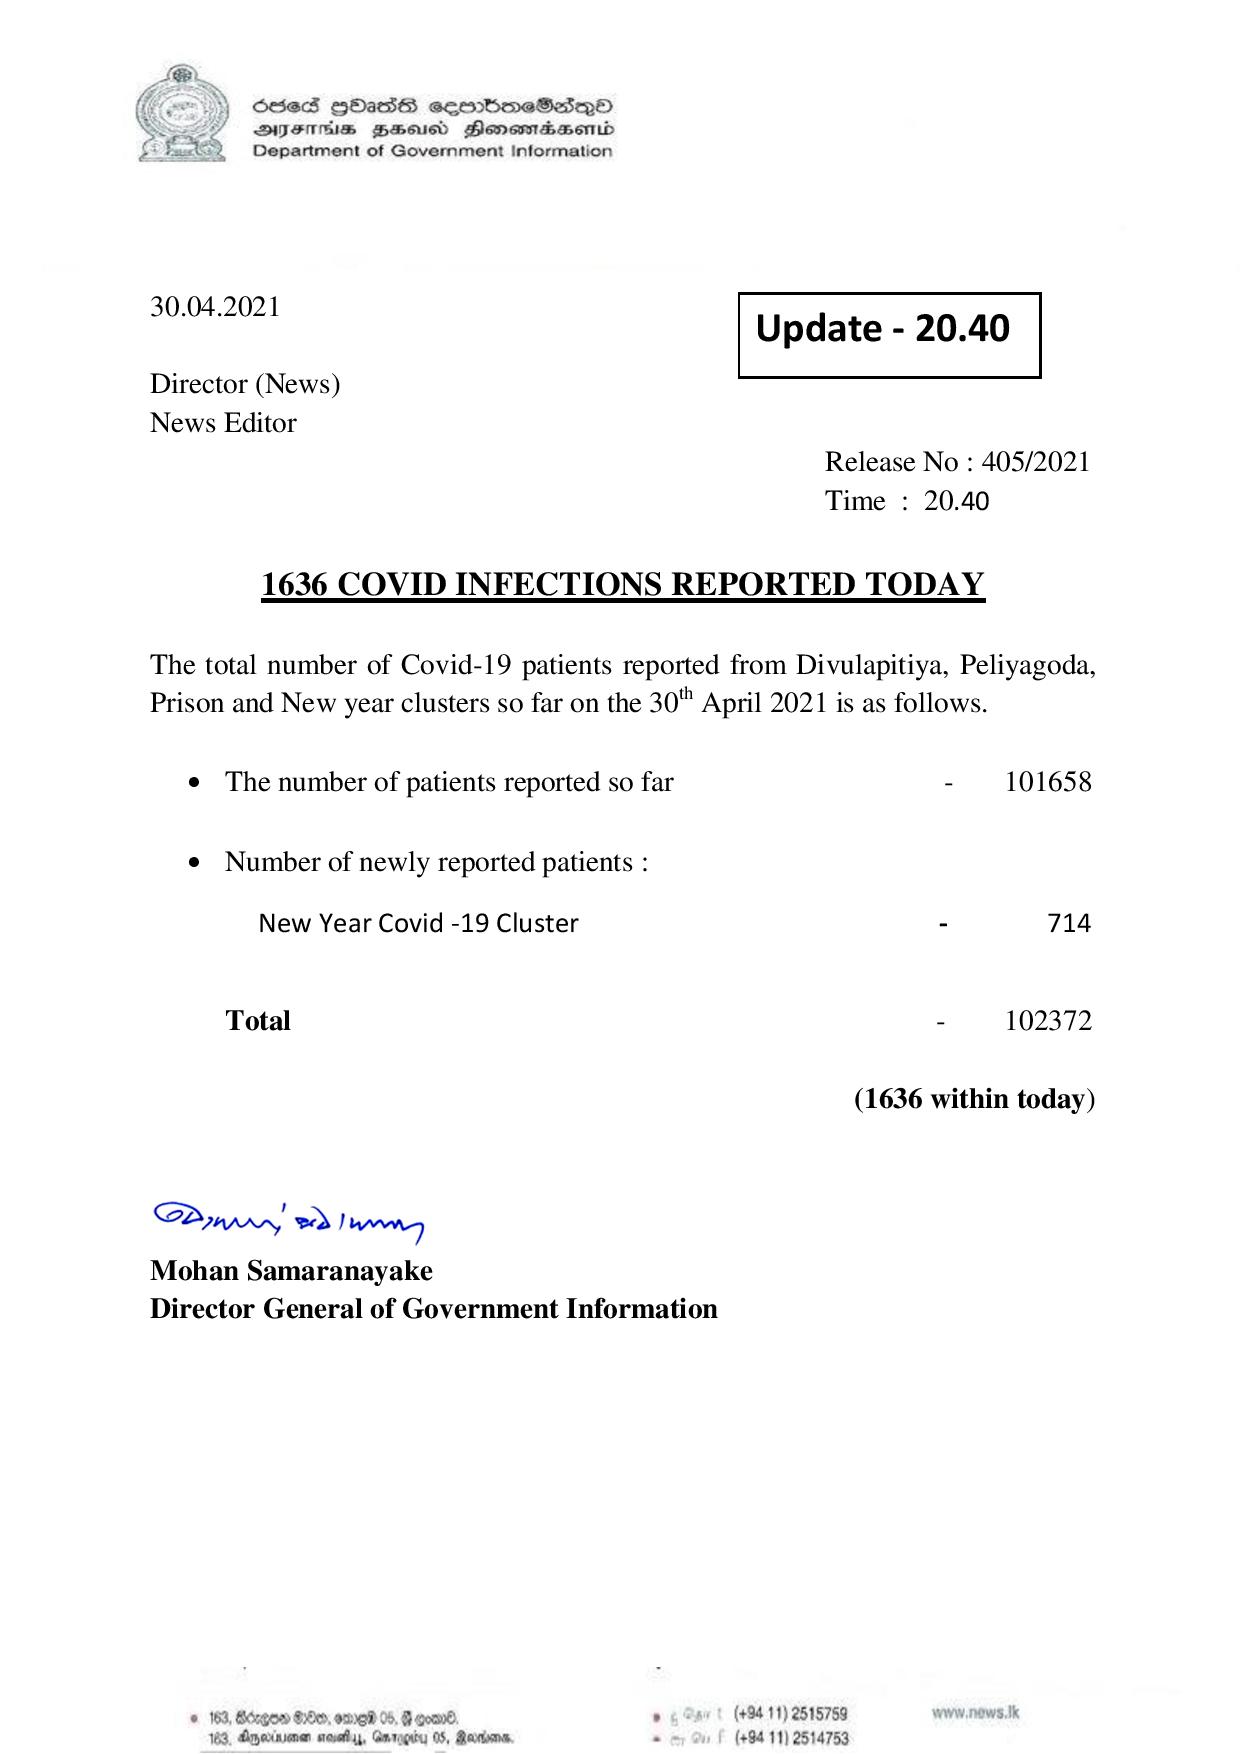 රජයේ ප්‍රවෘත්ති දෙපාර්තමේන්තුව
அரசாங்க தகவல் திணைக்களம்
Department of Government Information
30.04.2021
Update - 20.40
Director (News)
News Editor
Release No : 405/2021
Time : 20.40
1636 COVID INFECTIONS REPORTED TODAY
The total number of Covid-19 patients reported from Divulapitiya, Peliyagoda,
Prison and New year clusters so far on the 30th April 2021 is as follows.
• The number of patients reported so far - 101658
• Number of newly reported patients :
New Year Covid -19 Cluster - 714
Total - 102372
(1636 within today)
Mohan Samaranayake
Director General of Government Information
163, කිරුලපන මාවත, කොළඹ 05, ශ්‍රී ලංකාව.
163, கிருலப்பனை எவனியூ, கொழும்பு 05, இலங்கை.
(+94 11) 2515759
(+94 11) 2514753
www.news.lk